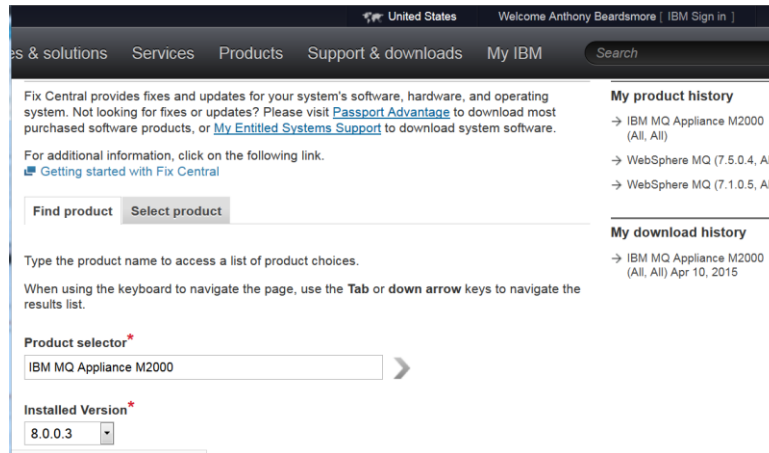 United States Welcome Anthony Beardsmore [ IBM Sign in ]
& solutions Services Products Support & downloads My IBM Search
Fix Central provides fixes and updates for your system's software, hardware, and operating
system. Not looking for fixes or updates? Please visit Passport Advantage to download most
purchased software products, or My Entitled Systems Support to download system software.
For additional information, click on the following link.
Getting started with Fix Central
Find product Select product
Type the product name to access a list of product choices.
When using the keyboard to navigate the page, use the Tab or down arrow keys to navigate the
results list.
Product selector*
IBM MQ Appliance M2000
Installed Version*
8.0.0.3
My product history
→ IBM MQ Appliance M2000
(All, All)
→ WebSphere MQ (7.5.0.4,
→ WebSphere MQ (7.1.0.5,
My download history
→ IBM MQ Appliance M2000
(All, All) Apr 10, 2015